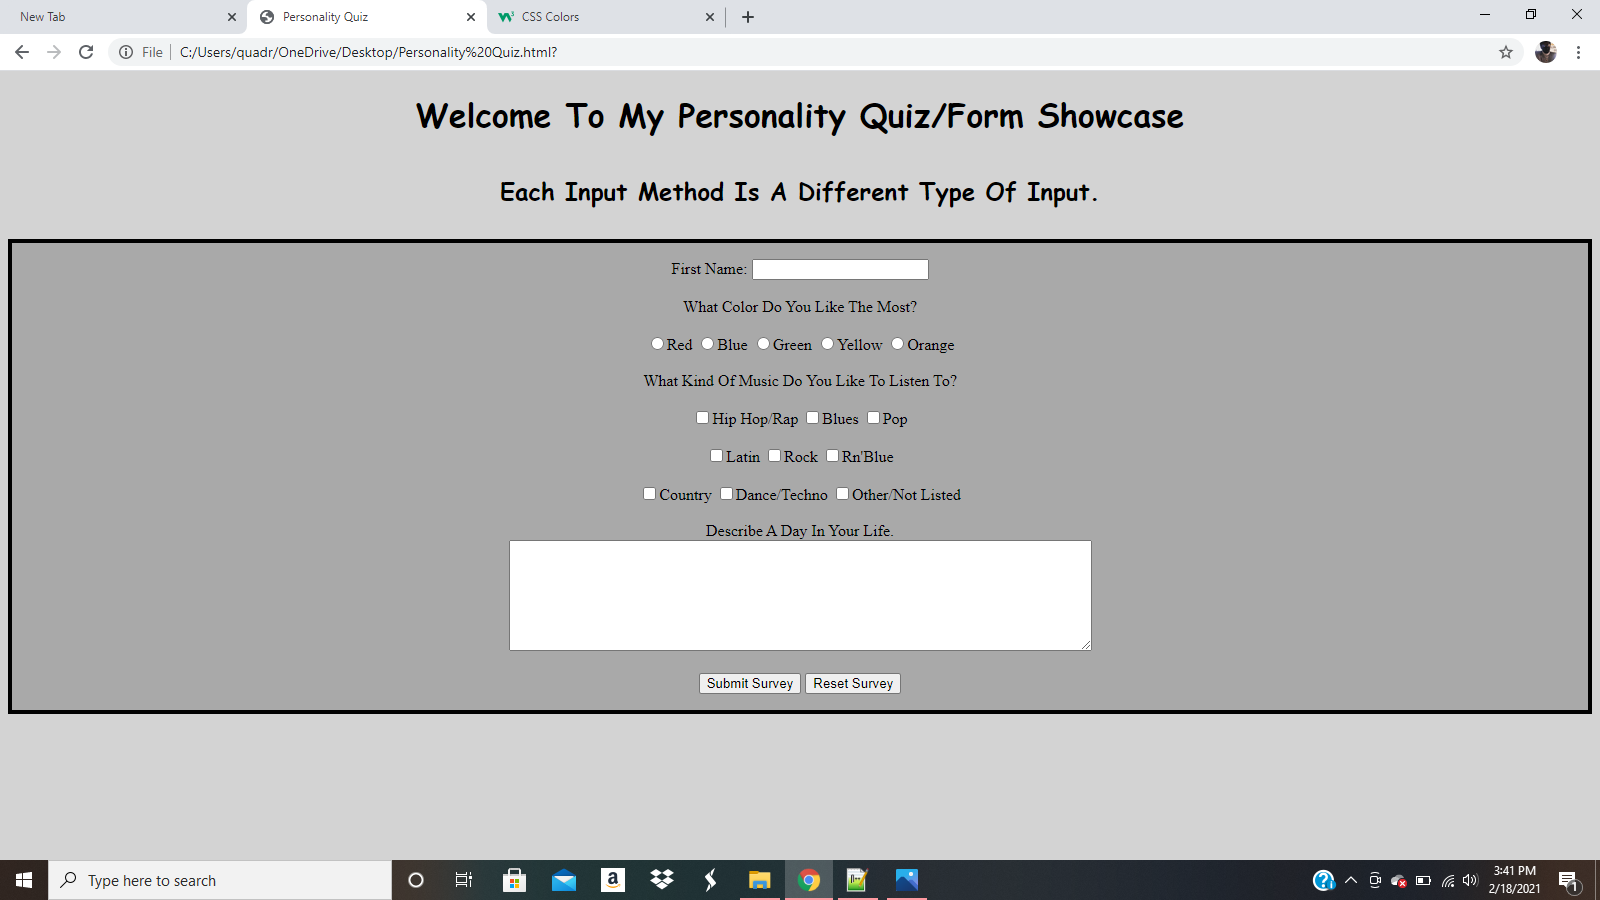 New Tab
Personality Quiz
CSS Colors
File
C:/Users/quadr/OneDrive/Desktop/Personality%20Quiz.html?
Welcome To My Personality Quiz/Form Showcase
Each Input Method Is A Different Type Of Input.
First Name:
What Color Do You Like The Most?
Red Blue Green Yellow Orange
What Kind Of Music Do You Like To Listen To?
Hip Hop/Rap Blues Pop
Latin Rock Rn'Blue
Country Dance/Techno Other/Not Listed
Describe A Day In Your Life.
Submit Survey Reset Survey
Type here to search
3:41 PM
2/18/2021
1